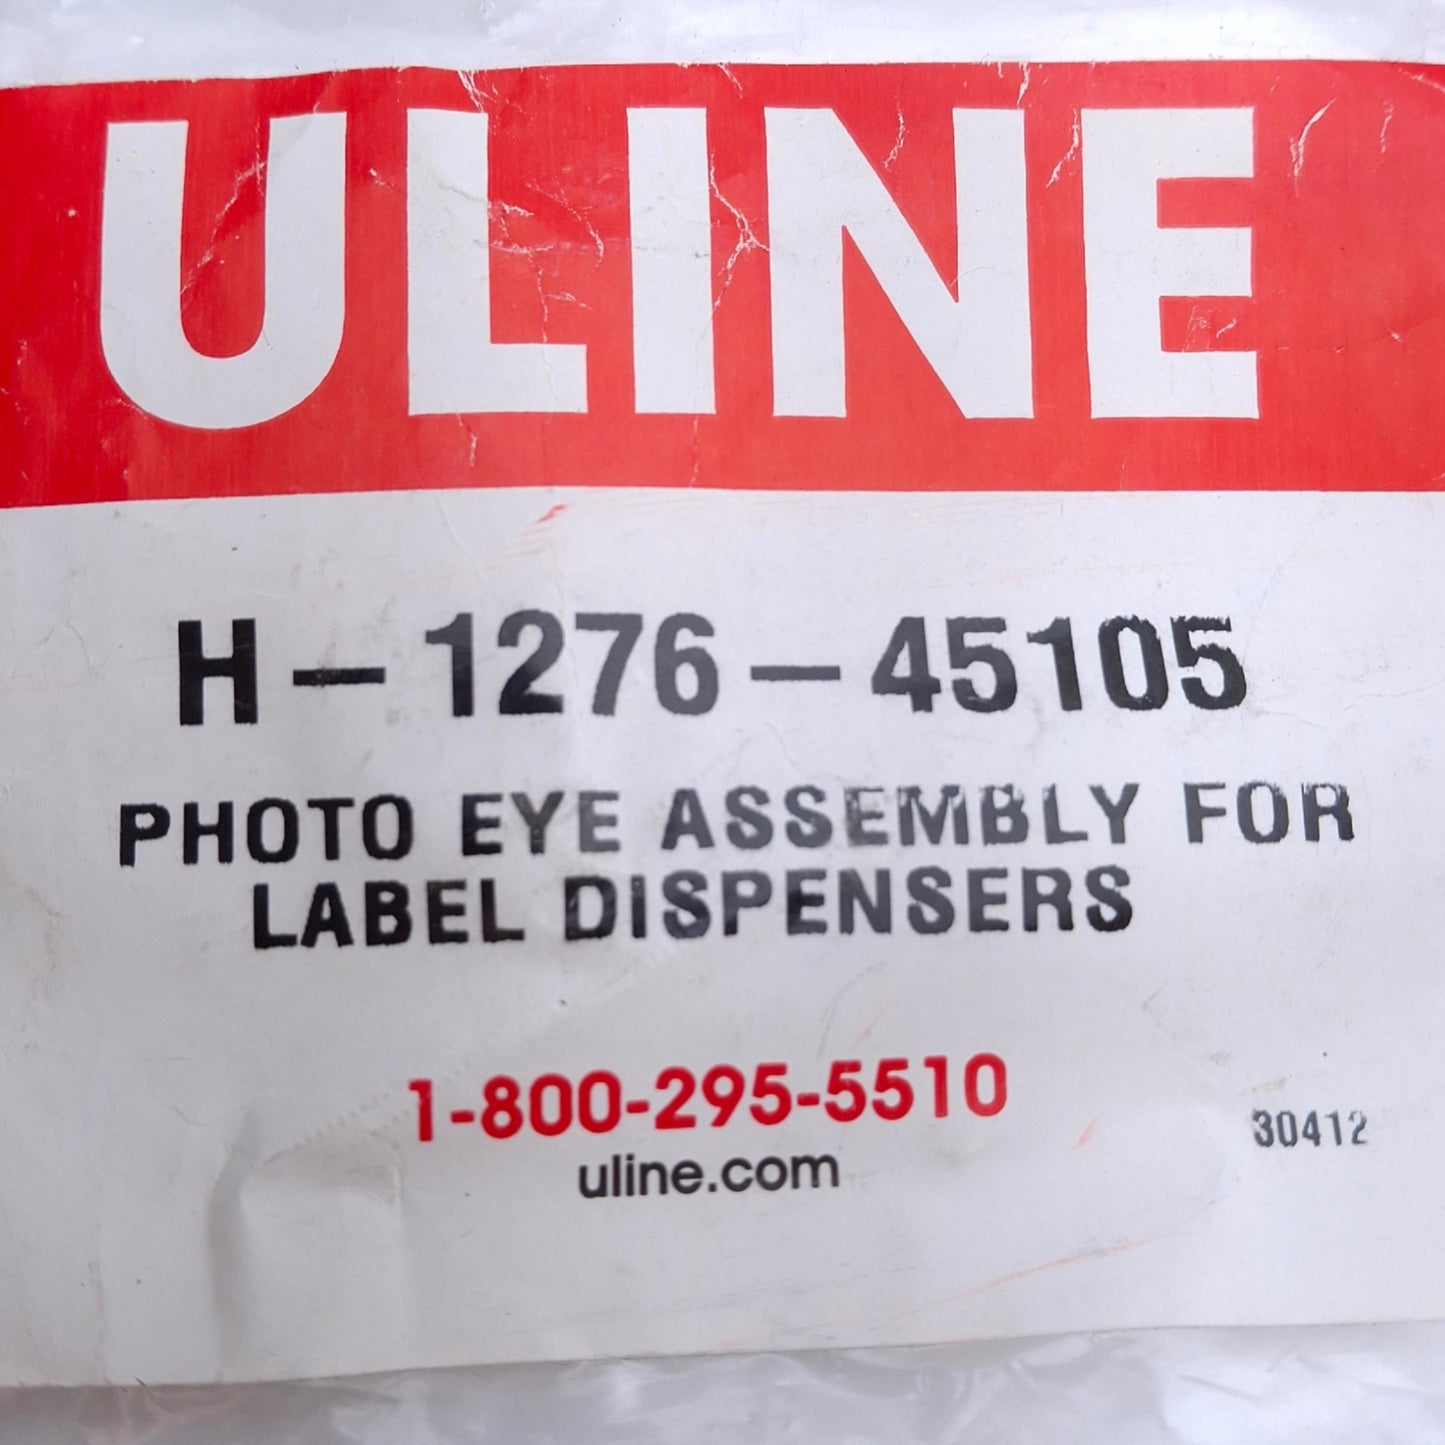 ULINE
H-1276-45105
PHOTO EYE ASSEMBLY FOR
LABEL DISPENSERS
1-800-295-5510
30412
uline.com